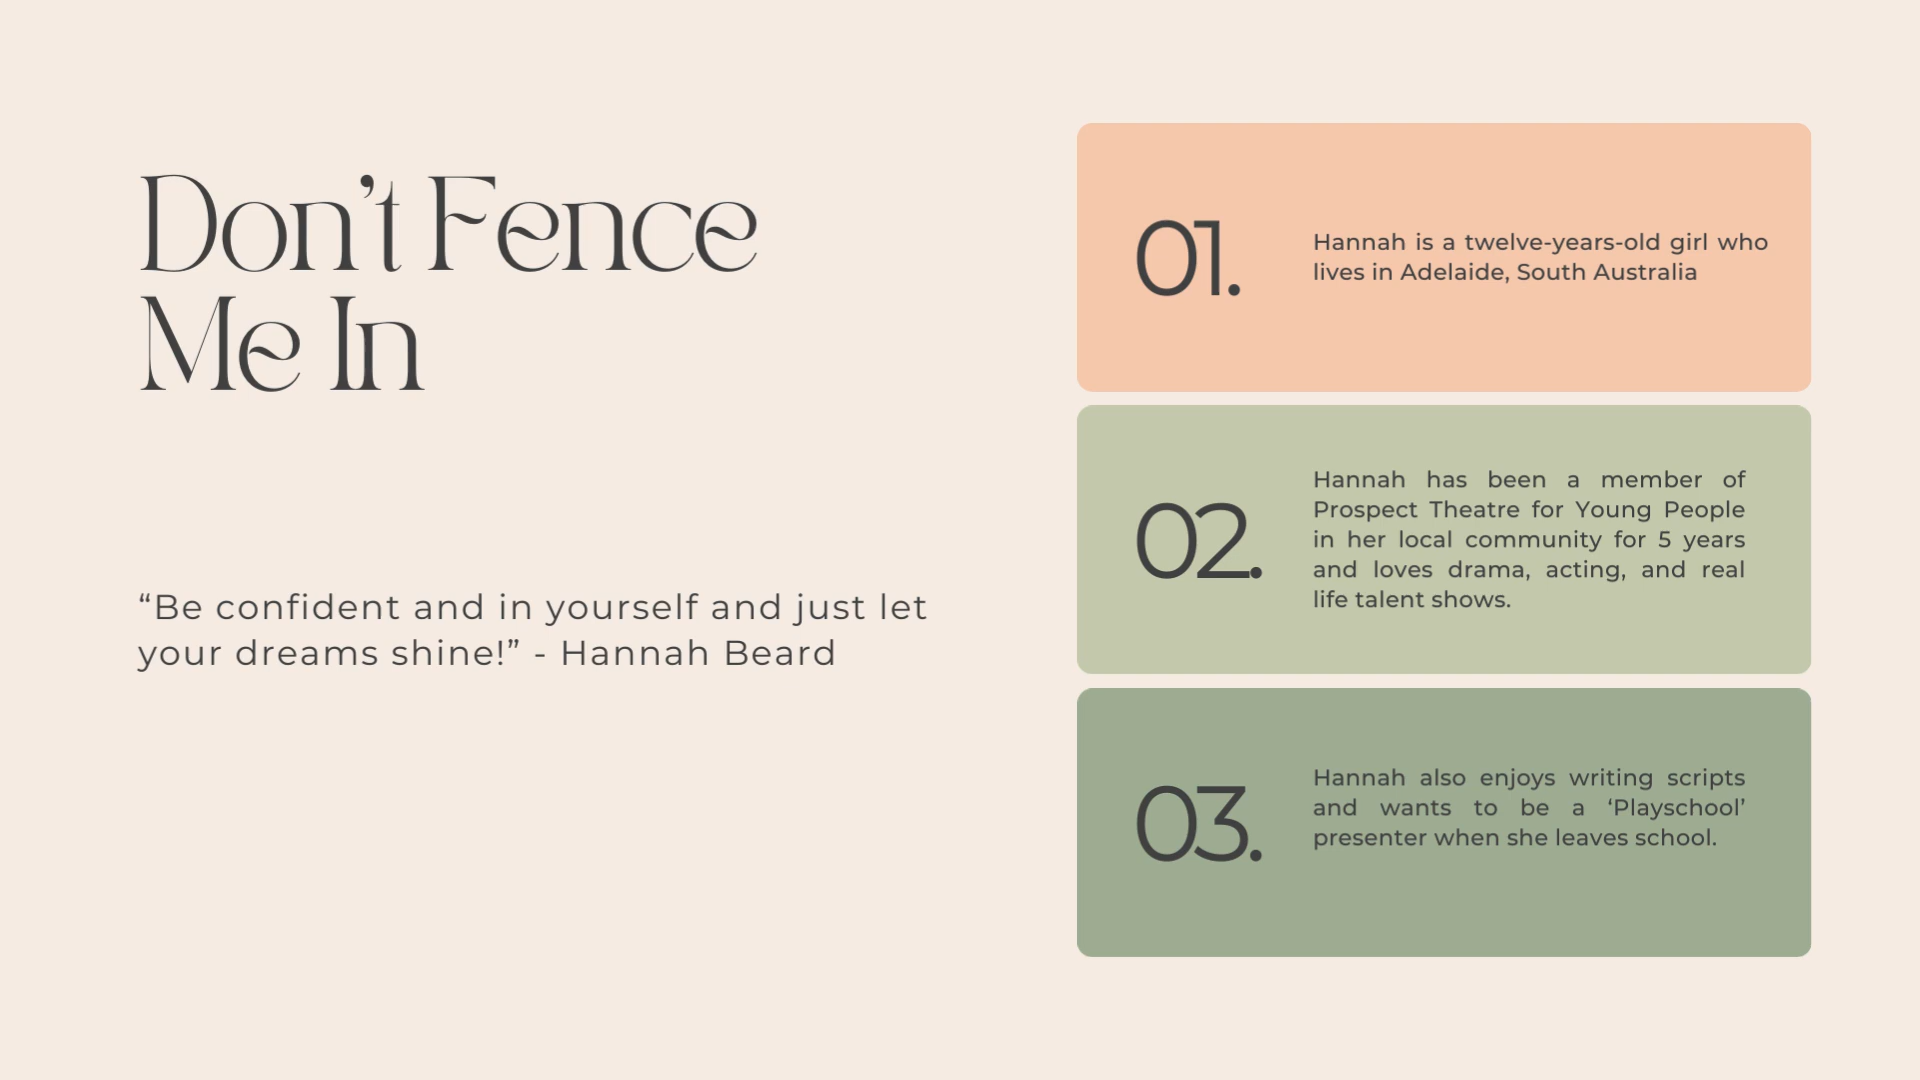 Don’t Fence
Me In
“Be confident and in yourself and just let
your dreams shine!” - Hannah Beard
01.
Hannah is a twelve-years-old girl who
lives in Adelaide, South Australia
02.
Hannah has been a member of
Prospect Theatre for Young People
in her local community for 5 years
and loves drama, acting, and real
life talent shows.
03.
Hannah also enjoys writing scripts
and wants to be a ‘Playschool’
presenter when she leaves school.